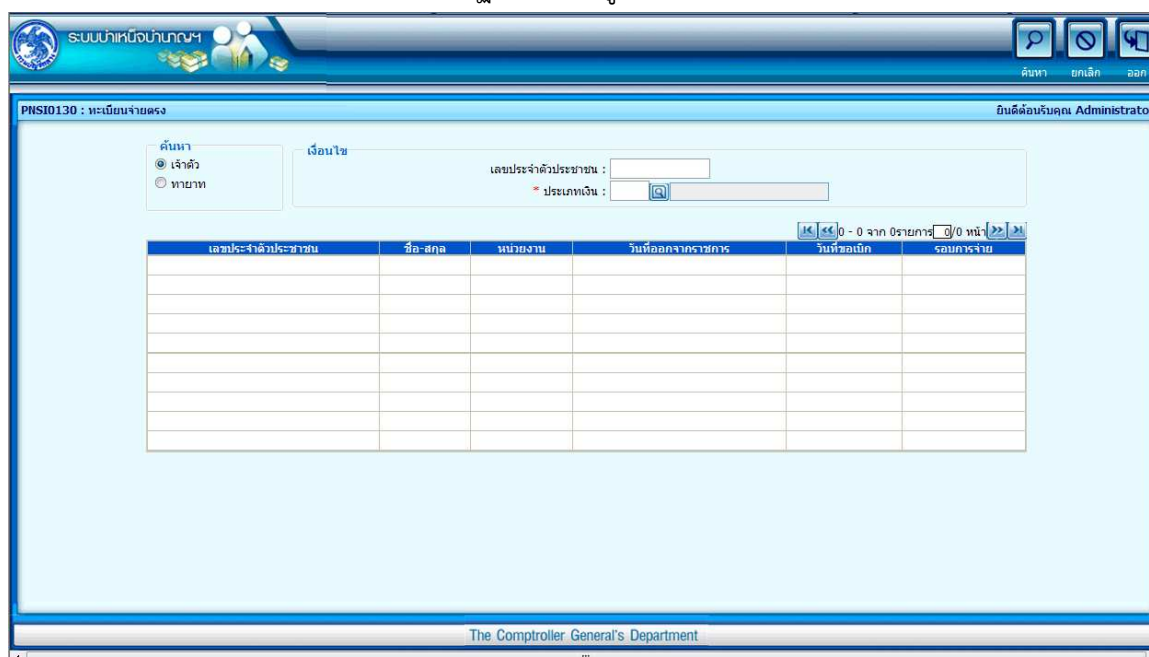 ระบบบำเหน็จบำนาญฯ
ค้นหา ยกเลิก ออก
PNSI0130 : ทะเบียนจ่ายตรง ยินดีต้อนรับคุณ Administrato
ค้นหา
เจ้าตัว
ทายาท
เงื่อนไข
เลขประจำตัวประชาชน :
* ประเภทเงิน :
0 - 0 จาก 0รายการ 0/0 หน้า
เลขประจำตัวประชาชน ชื่อ-สกุล หน่วยงาน วันที่ออกจากราชการ วันที่ขอเบิก รอบการจ่าย
The Comptroller General's Department